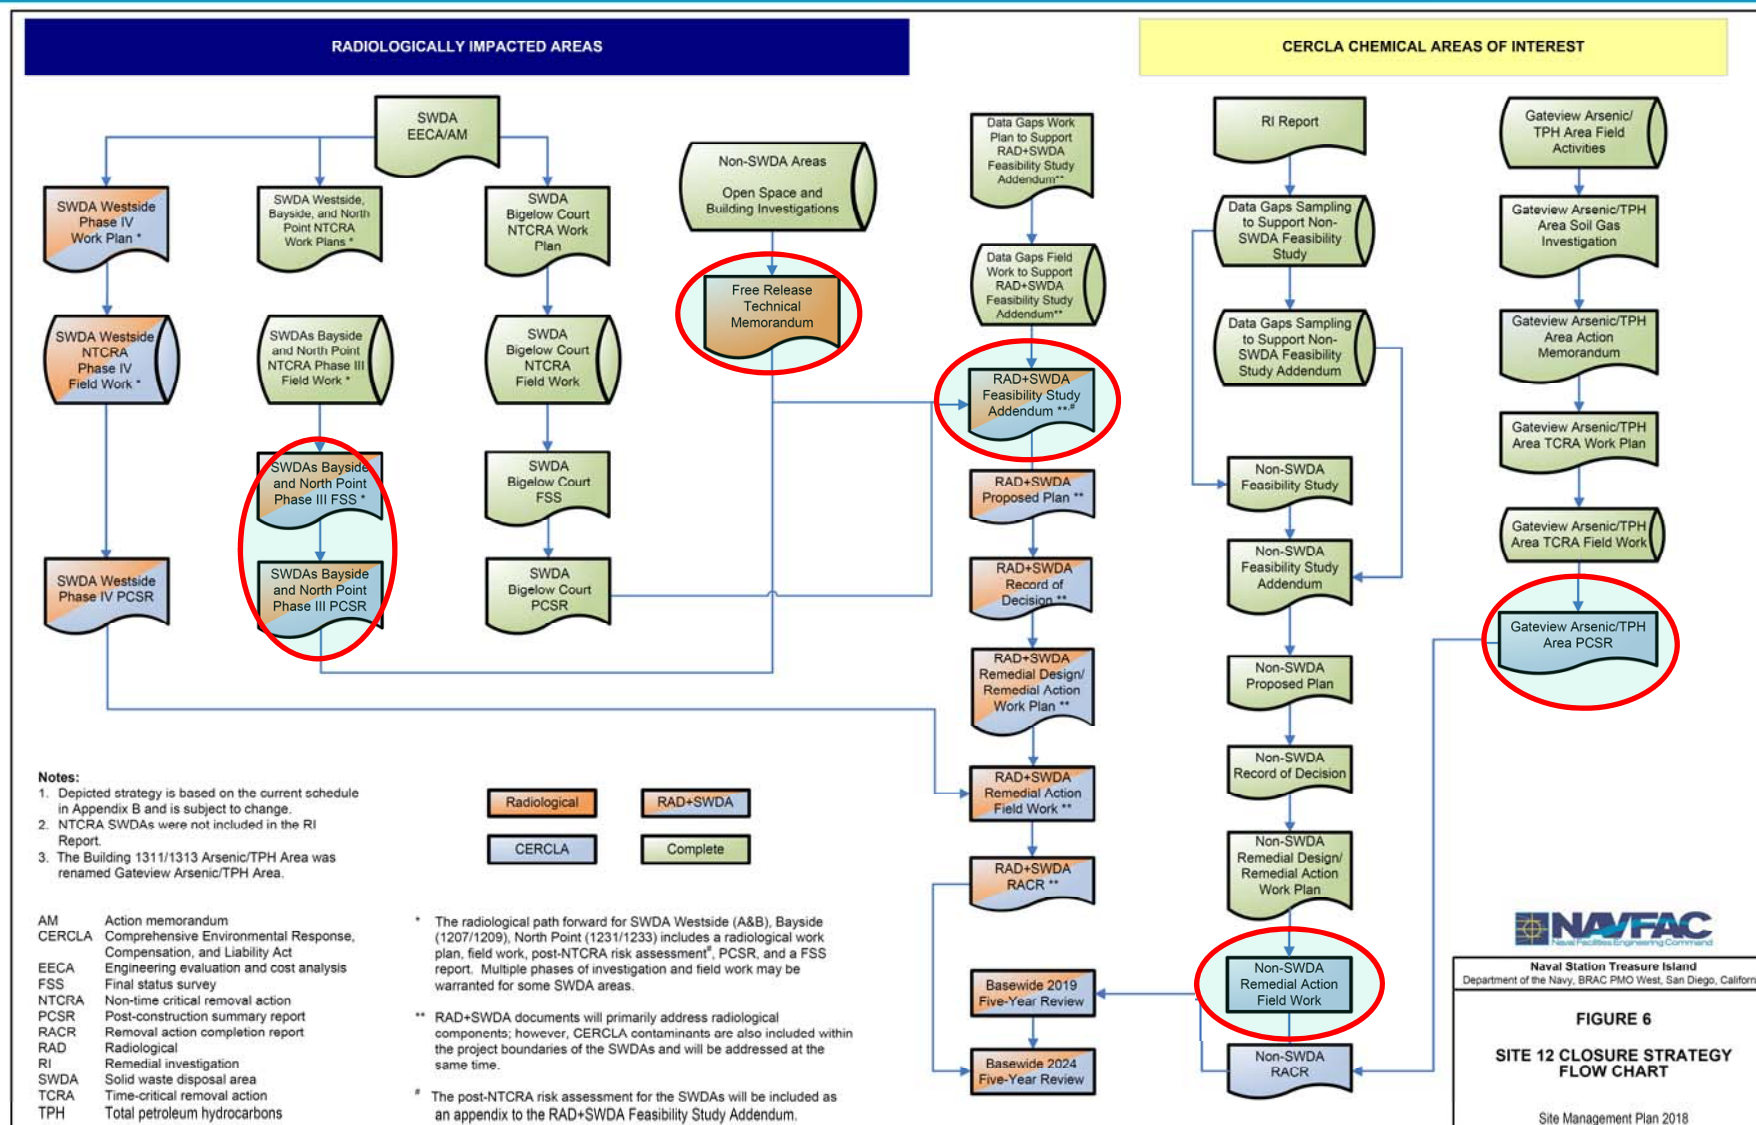 RADIOLOGICALLY IMPACTED AREAS
CERCLA CHEMICAL AREAS OF INTEREST
SWDA
EECA/AM
SWDA Westside
Phase IV
Work Plan *
SWDA Westside,
Bayside, and North
Point NTCRA
Work Plans *
SWDA
Bigelow Court
NTCRA Work
Plan
SWDA Westside
NTCRA
Phase IV
Field Work *
SWDAs Bayside
and North Point
NTCRA Phase III
Field Work *
SWDA
Bigelow Court
NTCRA
Field Work
SWDAs Bayside
and North Point
Phase III FSS *
SWDA
Bigelow Court
FSS
SWDA Westside
Phase IV PCSR
SWDAs Bayside
and North Point
Phase III PCSR
SWDA
Bigelow Court
PCSR
Non-SWDA Areas
Open Space and
Building Investigations
Free Release
Technical
Memorandum
Data Gaps Work
Plan to Support
RAD+SWDA
Feasibility Study
Addendum**
Data Gaps Field
Work to Support
RAD+SWDA
Feasibility Study
Addendum**
RAD+SWDA
Feasibility Study
Addendum **,#
RAD+SWDA
Proposed Plan **
RAD+SWDA
Record of
Decision **
RAD+SWDA
Remedial Design/
Remedial Action
Work Plan **
RAD+SWDA
Remedial Action
Field Work **
RAD+SWDA
RACR **
Basewide 2019
Five-Year Review
Basewide 2024
Five-Year Review
RI Report
Data Gaps Sampling
to Support Non-
SWDA Feasibility
Study
Data Gaps Sampling
to Support Non-
SWDA Feasibility
Study Addendum
Non-SWDA
Feasibility Study
Non-SWDA
Feasibility Study
Addendum
Non-SWDA
Proposed Plan
Non-SWDA
Record of Decision
Non-SWDA
Remedial Design/
Remedial Action
Work Plan
Non-SWDA
Remedial Action
Field Work
Non-SWDA
RACR
Gateview Arsenic/
TPH Area Field
Activities
Gateview Arsenic/TPH
Area Soil Gas
Investigation
Gateview Arsenic/TPH
Area Action
Memorandum
Gateview Arsenic/TPH
Area TCRA Work Plan
Gateview Arsenic/TPH
Area TCRA Field Work
Gateview Arsenic/TPH
Area PCSR
Notes:
1. Depicted strategy is based on the current schedule
in Appendix B and is subject to change.
2. NTCRA SWDAs were not included in the RI
Report.
3. The Building 1311/1313 Arsenic/TPH Area was
renamed Gateview Arsenic/TPH Area.
Radiological
RAD+SWDA
CERCLA
Complete
AM Action memorandum
CERCLA Comprehensive Environmental Response,
Compensation, and Liability Act
EECA Engineering evaluation and cost analysis
FSS Final status survey
NTCRA Non-time critical removal action
PCSR Post-construction summary report
RACR Removal action completion report
RAD Radiological
RI Remedial investigation
SWDA Solid waste disposal area
TCRA Time-critical removal action
TPH Total petroleum hydrocarbons
* The radiological path forward for SWDA Westside (A&B), Bayside
(1207/1209), North Point (1231/1233) includes a radiological work
plan, field work, post-NTCRA risk assessment#, PCSR, and a FSS
report. Multiple phases of investigation and field work may be
warranted for some SWDA areas.
** RAD+SWDA documents will primarily address radiological
components; however, CERCLA contaminants are also included within
the project boundaries of the SWDAs and will be addressed at the
same time.
# The post-NTCRA risk assessment for the SWDAs will be included as
an appendix to the RAD+SWDA Feasibility Study Addendum.
NAVFAC
Naval Facilities Engineering Command
Naval Station Treasure Island
Department of the Navy, BRAC PMO West, San Diego, Californ
FIGURE 6
SITE 12 CLOSURE STRATEGY
FLOW CHART
Site Management Plan 2018